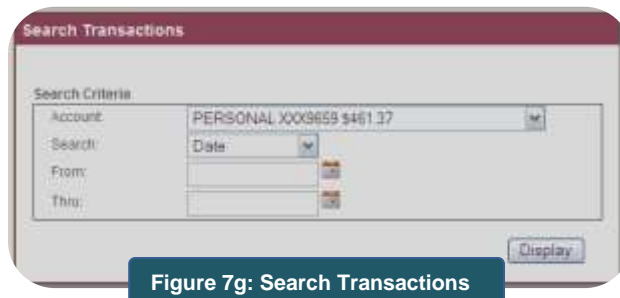 Search Transactions
Search Criteria
Account: PERSONAL XXX9659 $461.37
Search: Date
From:
Thru:
Display
Figure 7g: Search Transactions